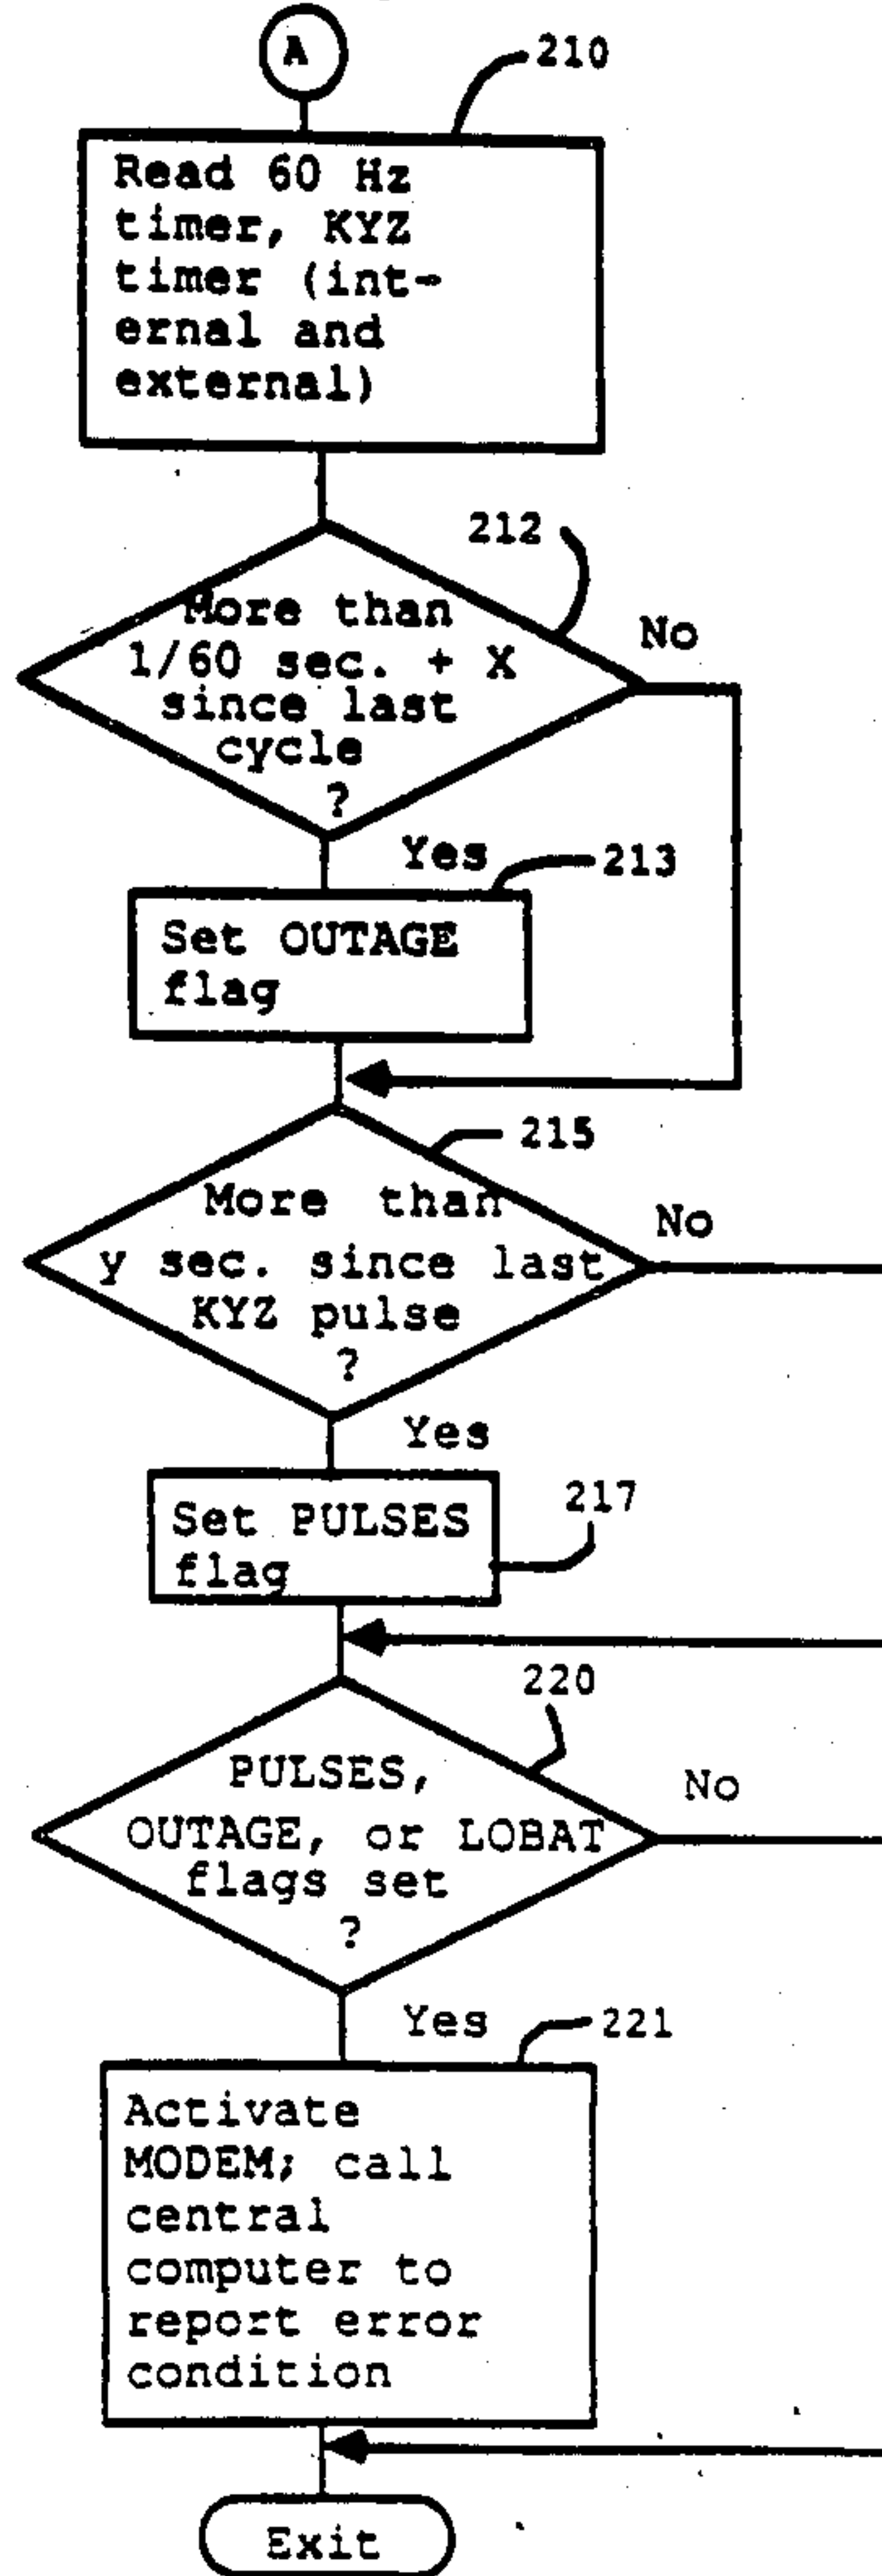 A
210
Read 60 Hz
timer, KYZ
timer (int-
ernal and
external)
212
More than
1/60 sec. + X
since last
cycle
?
No
Yes
213
Set OUTAGE
flag
215
More than
y sec. since last
KYZ pulse
?
No
Yes
217
Set PULSES
flag
220
PULSES,
OUTAGE, or LOBAT
flags set
?
No
Yes
221
Activate
MODEM; call
central
computer to
report error
condition
Exit